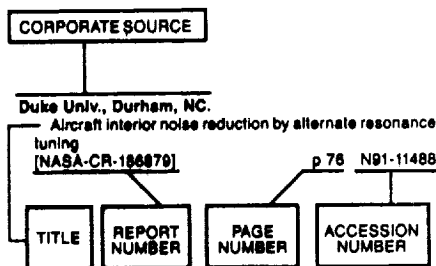 CORPORATE SOURCE
Duke Univ., Durham, NC.
Aircraft interior noise reduction by alternate resonance
tuning
[NASA-CR-186879] p 76 N91-11488
TITLE REPORT NUMBER PAGE NUMBER ACCESSION NUMBER